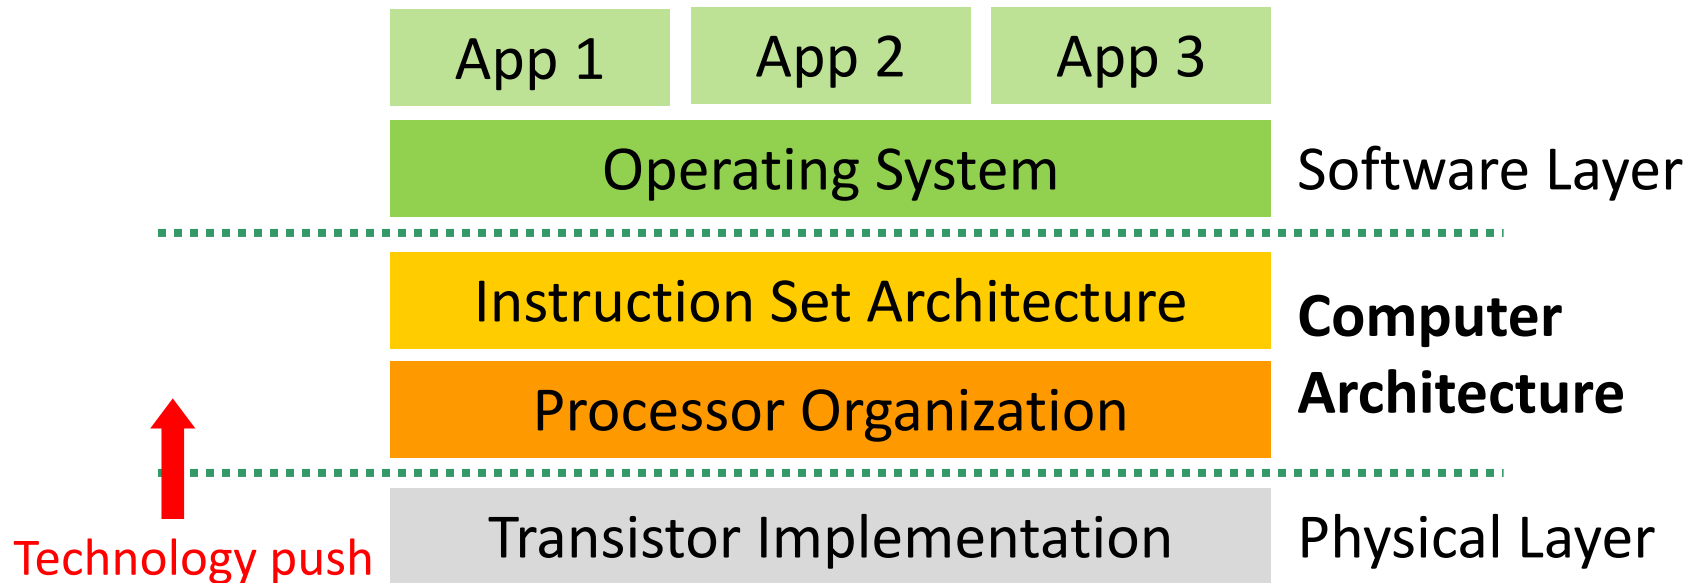 App 1
App 2
App 3
Operating System
Software Layer
Instruction Set Architecture
Computer
Architecture
Processor Organization
Transistor Implementation
Physical Layer
Technology push